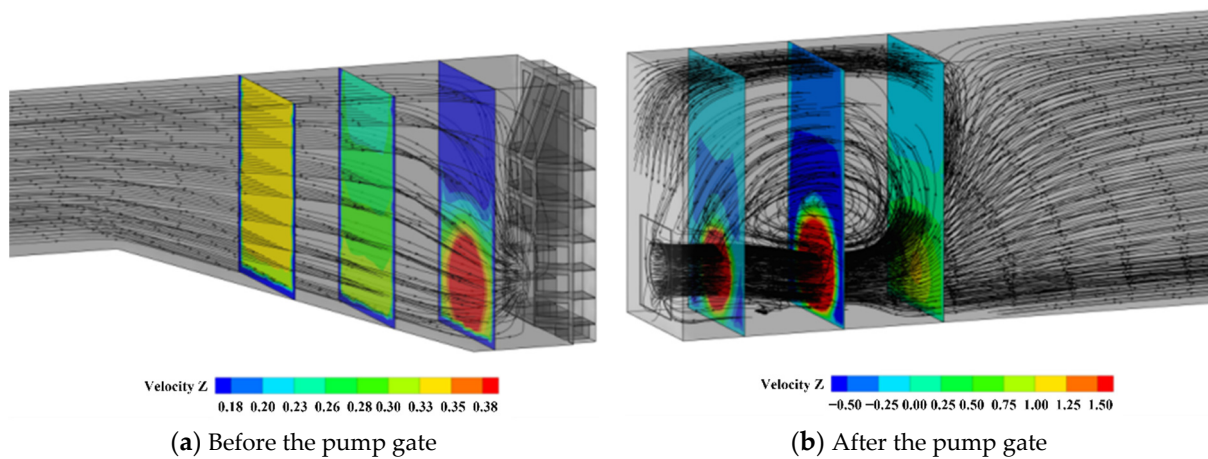 Velocity Z
0.18 0.20 0.23 0.26 0.28 0.30 0.33 0.35 0.38
(a) Before the pump gate
Velocity Z
−0.50 −0.25 0.00 0.25 0.50 0.75 1.00 1.25 1.50
(b) After the pump gate